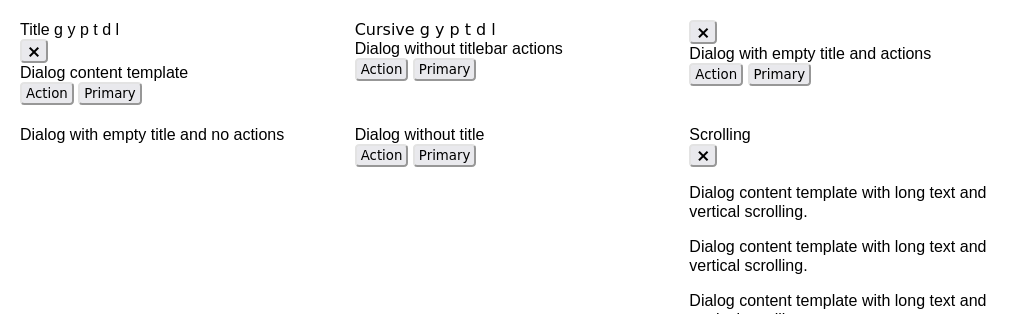 Title g y p t d l
×
Dialog content template
Action Primary
Cursive g y p t d l
Dialog without titlebar actions
Action Primary
×
Dialog with empty title and actions
Action Primary
Dialog with empty title and no actions
Dialog without title
Action Primary
Scrolling
×
Dialog content template with long text and
vertical scrolling.
Dialog content template with long text and
vertical scrolling.
Dialog content template with long text and